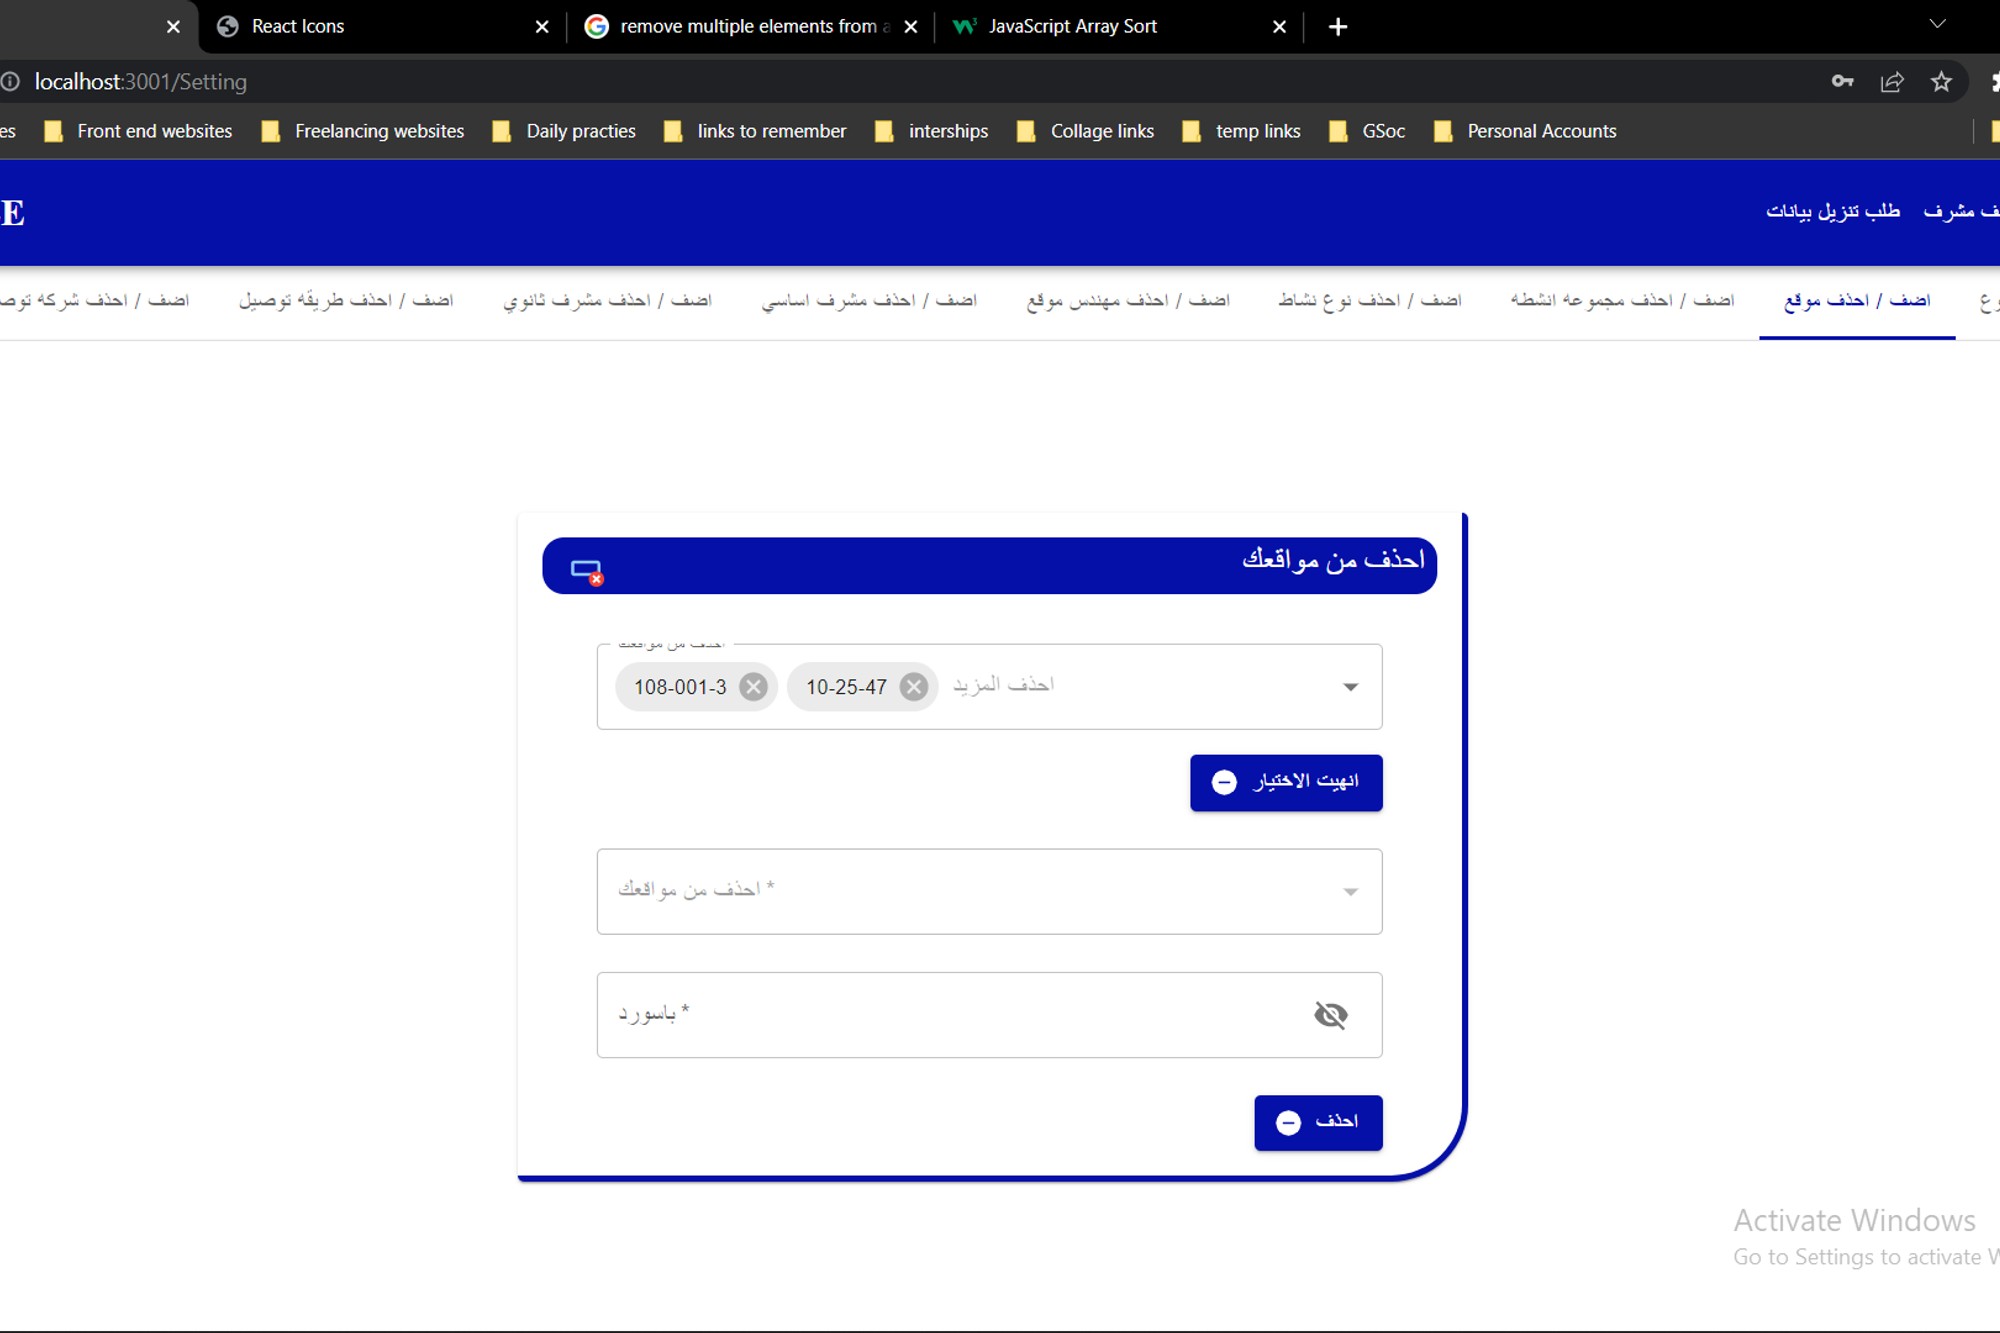 React Icons
remove multiple elements from a
JavaScript Array Sort
localhost:3001/Setting
es Front end websites Freelancing websites Daily practies links to remember interships Collage links temp links GSoc Personal Accounts
E
مشرف طلب تنزيل بيانات
اضف / احذف موقع اضف / احذف مجموعه انشطه اضف / احذف نوع نشاط اضف / احذف مهندس موقع اضف / احذف مشرف اساسي اضف / احذف مشرف ثانوي اضف / احذف طريقه توصيل اضف / احذف شركه توص
احذف من مواقعك
احذف من مواقعك
108-001-3 10-25-47 احذف المزيد
انهيت الاختيار
احذف من مواقعك *
باسورد *
احذف
Activate Windows
Go to Settings to activate W